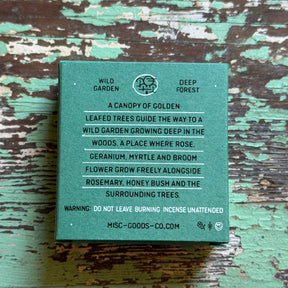 WILD DEEP
GARDEN FOREST
A CANOPY OF GOLDEN
LEAFED TREES GUIDE THE WAY TO A
WILD GARDEN GROWING DEEP IN THE
WOODS. A PLACE WHERE ROSE,
GERANIUM, MYRTLE AND BROOM
FLOWER GROW FREELY ALONGSIDE
ROSEMARY, HONEY BUSH AND THE
SURROUNDING TREES.
WARNING: DO NOT LEAVE BURNING INCENSE UNATTENDED
MISC-GOODS-CO.COM